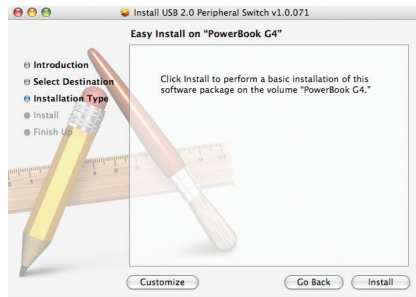 Install USB 2.0 Peripheral Switch v1.0.071
Easy Install on "PowerBook G4"
Introduction
Select Destination
Installation Type
Install
Finish Up
Click Install to perform a basic installation of this
software package on the volume "PowerBook G4."
Customize
Go Back
Install